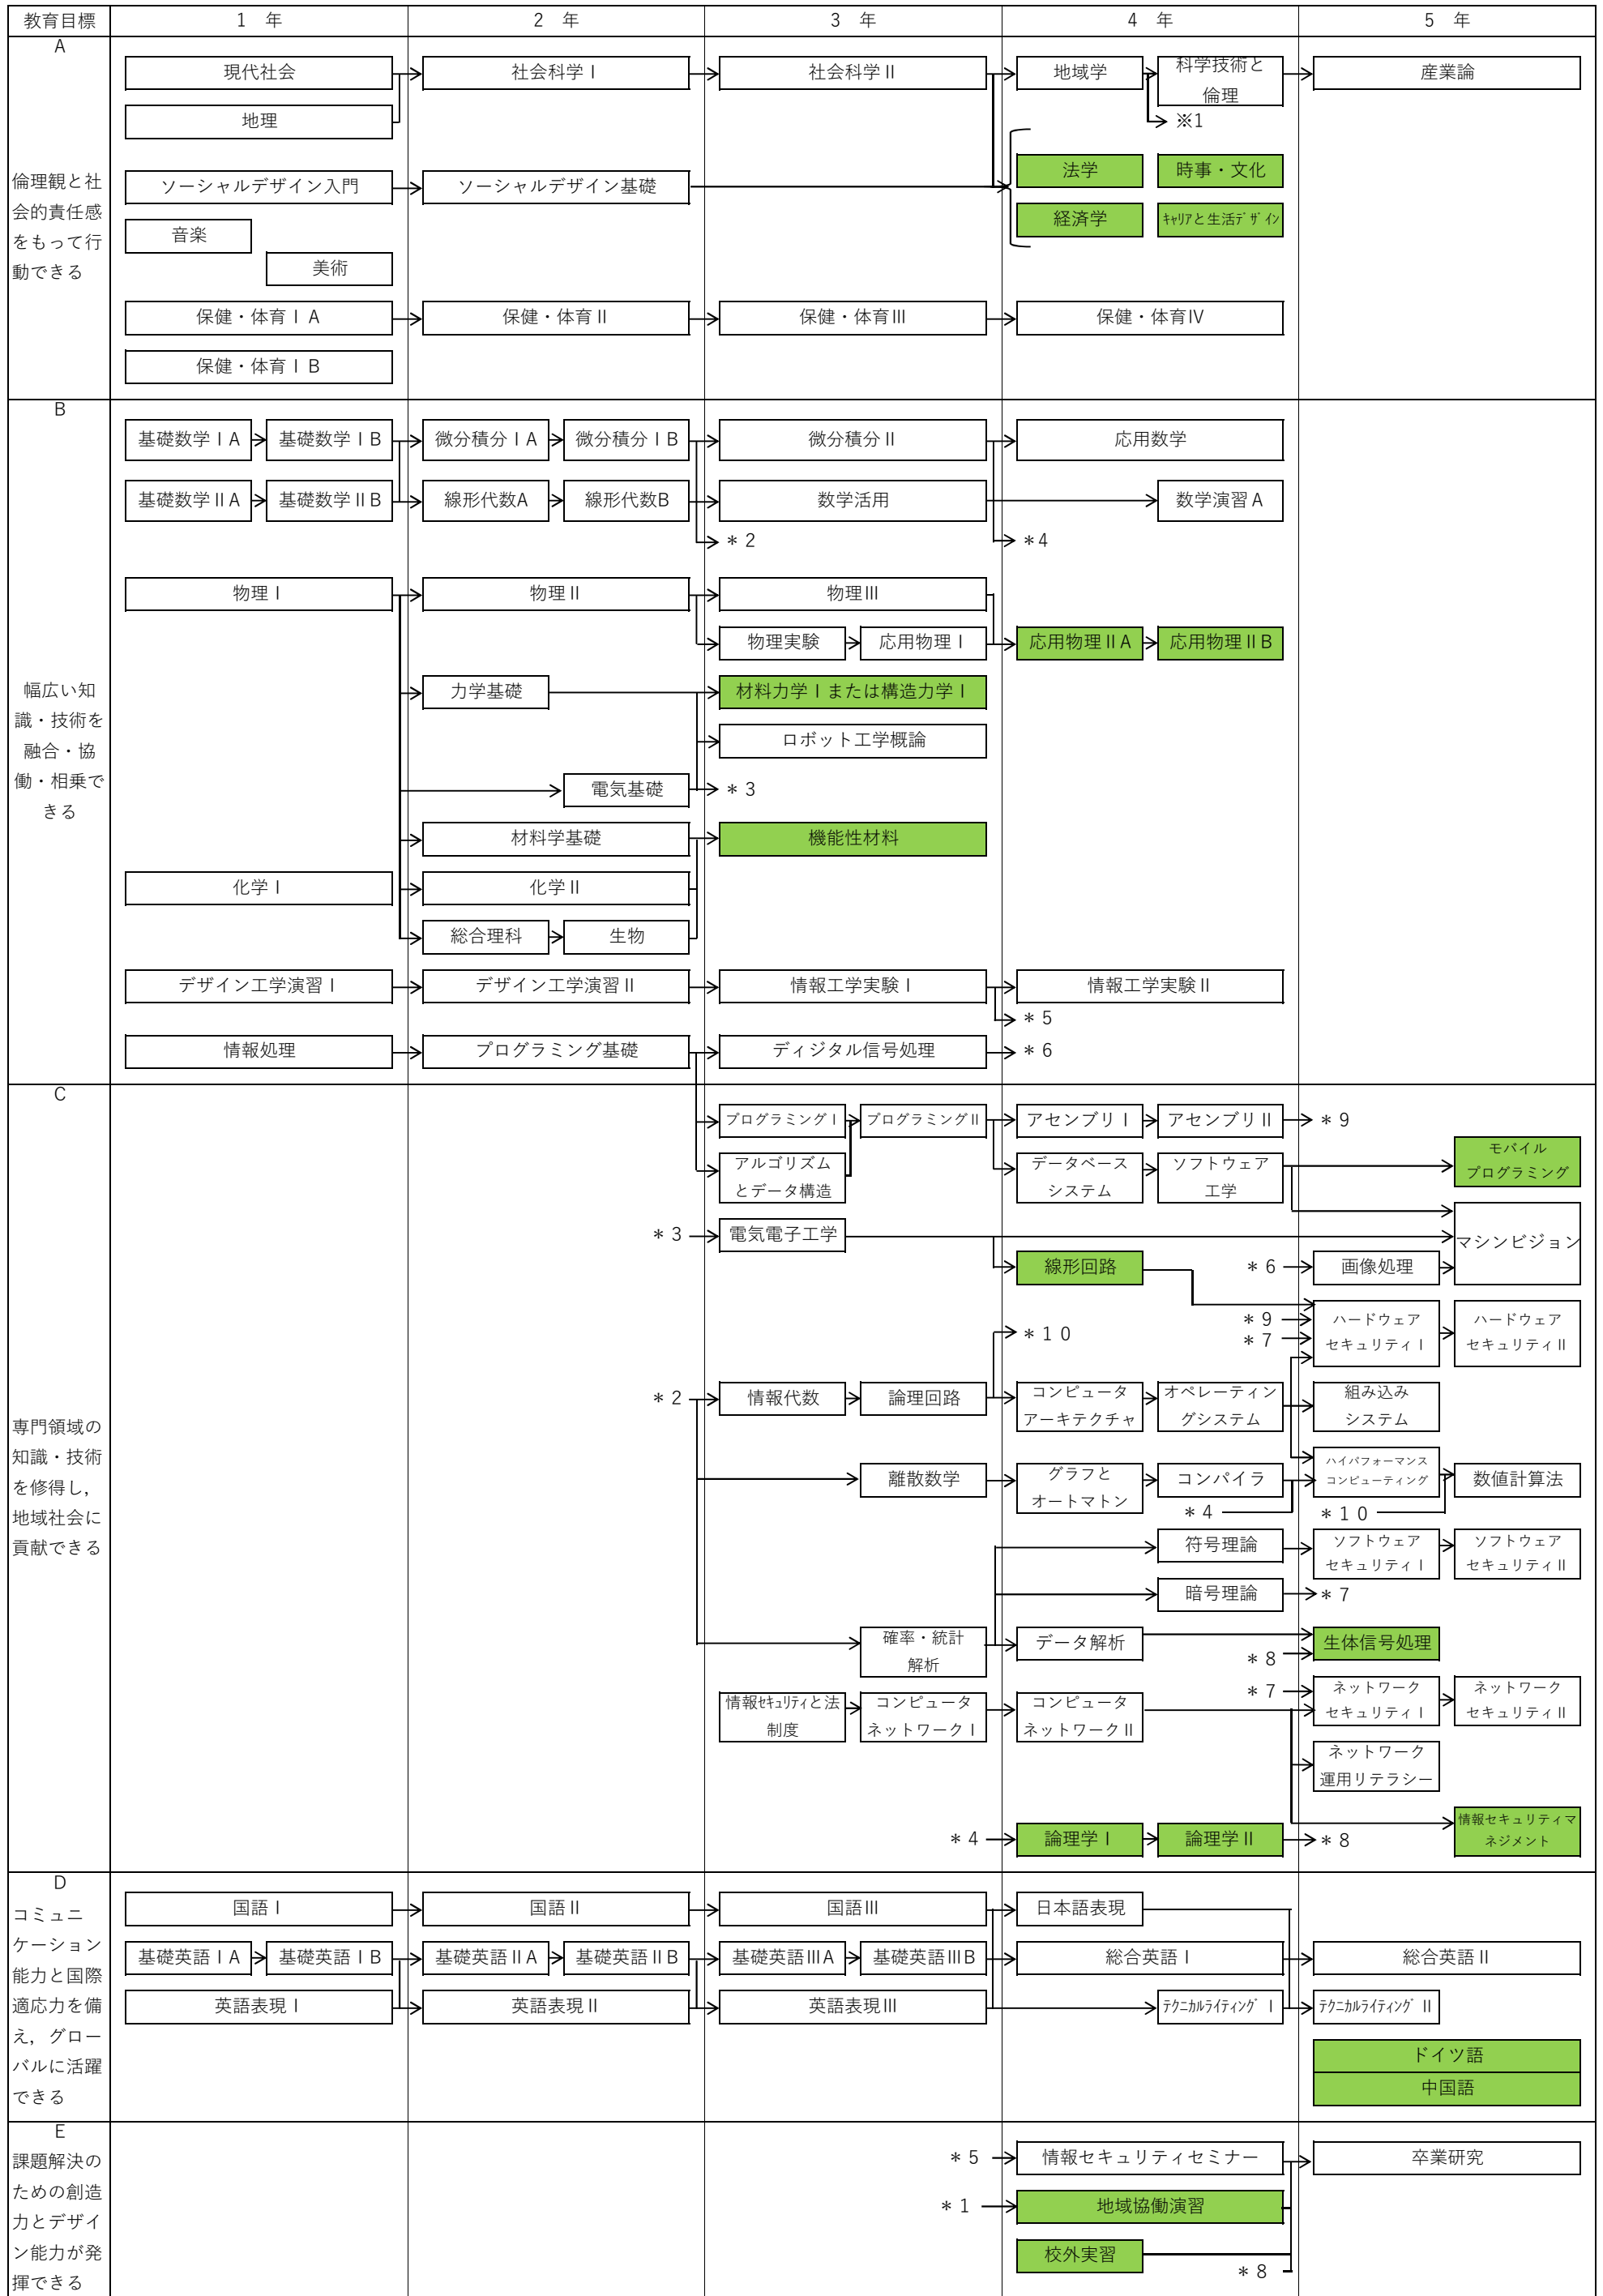 教育目標
1 年
2 年
3 年
4 年
5 年
A
倫理観と社
会的責任感
をもって行
動できる
現代社会
社会科学Ⅰ
社会科学Ⅱ
地域学
科学技術と
倫理
産業論
地理
※1
法学
時事・文化
ソーシャルデザイン入門
ソーシャルデザイン基礎
経済学
ｷｬﾘｱと生活ﾃﾞｻﾞｲﾝ
音楽
美術
保健・体育ⅠA
保健・体育Ⅱ
保健・体育Ⅲ
保健・体育Ⅳ
保健・体育ⅠB
B
幅広い知
識・技術を
融合・協
働・相乗で
きる
基礎数学ⅠA
基礎数学ⅠB
微分積分ⅠA
微分積分ⅠB
微分積分Ⅱ
応用数学
基礎数学ⅡA
基礎数学ⅡB
線形代数A
線形代数B
数学活用
数学演習A
＊2
＊4
物理Ⅰ
物理Ⅱ
物理Ⅲ
物理実験
応用物理Ⅰ
応用物理ⅡA
応用物理ⅡB
力学基礎
材料力学Ⅰまたは構造力学Ⅰ
ロボット工学概論
電気基礎
＊3
材料学基礎
機能性材料
化学Ⅰ
化学Ⅱ
総合理科
生物
デザイン工学演習Ⅰ
デザイン工学演習Ⅱ
情報工学実験Ⅰ
情報工学実験Ⅱ
＊5
情報処理
プログラミング基礎
ディジタル信号処理
＊6
C
専門領域の
知識・技術
を修得し，
地域社会に
貢献できる
プログラミングⅠ
プログラミングⅡ
アセンブリⅠ
アセンブリⅡ
＊9
モバイル
プログラミング
アルゴリズム
とデータ構造
データベース
システム
ソフトウェア
工学
＊3
電気電子工学
マシンビジョン
線形回路
＊6
画像処理
＊9
＊7
ハードウェア
セキュリティⅠ
ハードウェア
セキュリティⅡ
＊10
＊2
情報代数
論理回路
コンピュータ
アーキテクチャ
オペレーティン
グシステム
組み込み
システム
離散数学
グラフと
オートマトン
コンパイラ
ハイパフォーマンス
コンピューティング
数値計算法
＊4
＊10
符号理論
ソフトウェア
セキュリティⅠ
ソフトウェア
セキュリティⅡ
暗号理論
＊7
確率・統計
解析
データ解析
生体信号処理
＊8
情報ｾｷｭﾘﾃｨと法
制度
コンピュータ
ネットワークⅠ
コンピュータ
ネットワークⅡ
＊7
ネットワーク
セキュリティⅠ
ネットワーク
セキュリティⅡ
ネットワーク
運用リテラシー
＊4
論理学Ⅰ
論理学Ⅱ
＊8
情報セキュリティマ
ネジメント
D
コミュニ
ケーション
能力と国際
適応力を備
え，グロー
バルに活躍
できる
国語Ⅰ
国語Ⅱ
国語Ⅲ
日本語表現
基礎英語ⅠA
基礎英語ⅠB
基礎英語ⅡA
基礎英語ⅡB
基礎英語ⅢA
基礎英語ⅢB
総合英語Ⅰ
総合英語Ⅱ
英語表現Ⅰ
英語表現Ⅱ
英語表現Ⅲ
ﾃｸﾆｶﾙﾗｲﾃｨﾝｸﾞⅠ
ﾃｸﾆｶﾙﾗｲﾃｨﾝｸﾞⅡ
ドイツ語
中国語
E
課題解決の
ための創造
力とデザイ
ン能力が発
揮できる
＊5
情報セキュリティセミナー
卒業研究
＊1
地域協働演習
校外実習
＊8